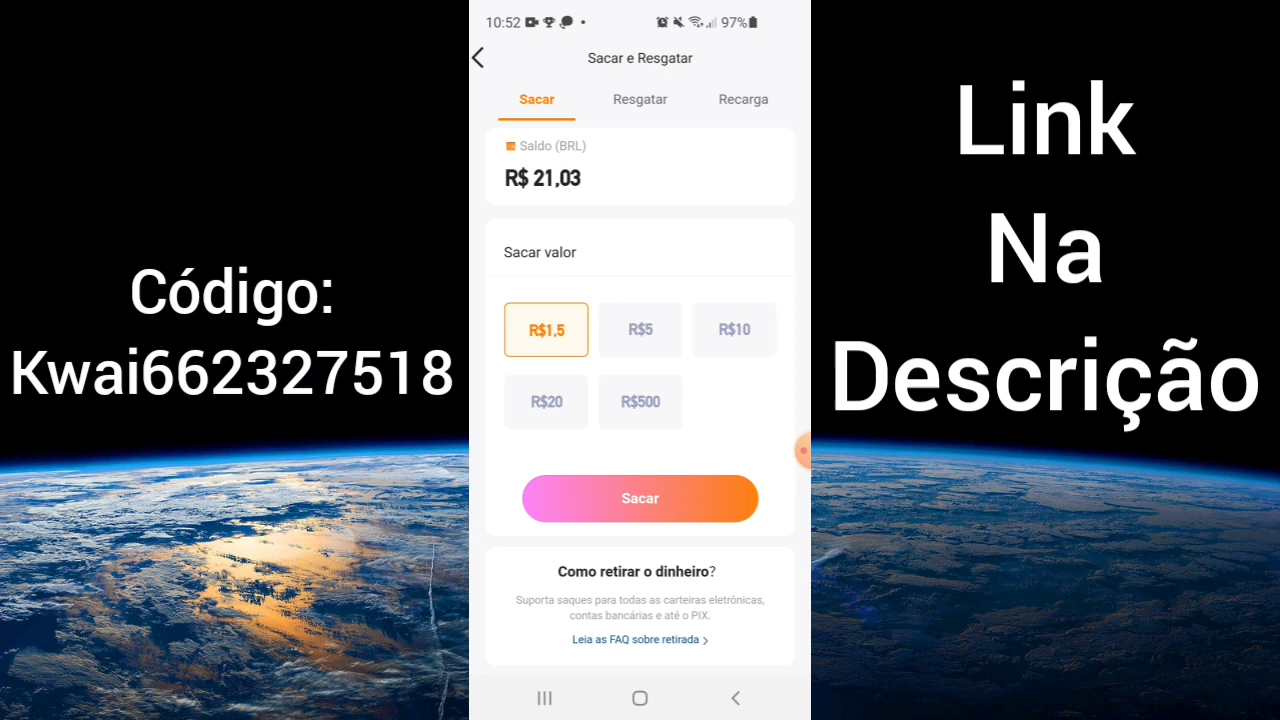 Código:
Kwai662327518
10:52
97%
Sacar e Resgatar
Sacar
Resgatar
Recarga
Saldo (BRL)
R$ 21,03
Sacar valor
R$1,5
R$5
R$10
R$20
R$500
Sacar
Como retirar o dinheiro?
Suporta saques para todas as carteiras eletrônicas,
contas bancárias e até o PIX.
Leia as FAQ sobre retirada
Link
Na
Descrição